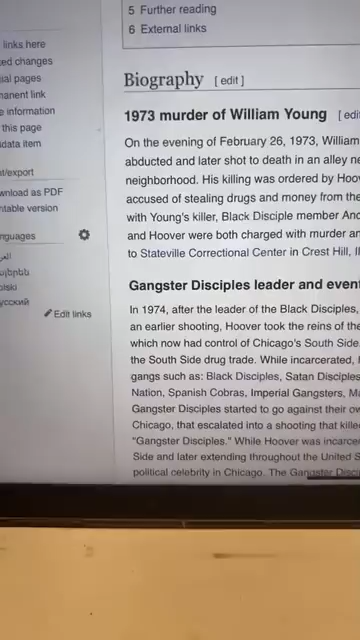 5 Further reading
6 External links
links here
ed changes
ial pages
nanent link
e information
this page
data item
t/export
wnload as PDF
ntable version
nguages
العر
այերեն
olski
усский
Edit links
Biography [ edit ]
1973 murder of William Young [ edi
On the evening of February 26, 1973, William
abducted and later shot to death in an alley ne
neighborhood. His killing was ordered by Hoov
accused of stealing drugs and money from the
with Young's killer, Black Disciple member And
and Hoover were both charged with murder an
to Stateville Correctional Center in Crest Hill, Il
Gangster Disciples leader and even
In 1974, after the leader of the Black Disciples,
an earlier shooting, Hoover took the reins of the
which now had control of Chicago's South Side.
the South Side drug trade. While incarcerated, H
gangs such as: Black Disciples, Satan Disciples
Nation, Spanish Cobras, Imperial Gangsters, Ma
Gangster Disciples started to go against their ow
Chicago, that escalated into a shooting that kille
"Gangster Disciples." While Hoover was incarce
Side and later extending throughout the United S
political celebrity in Chicago. The Gangster Disci